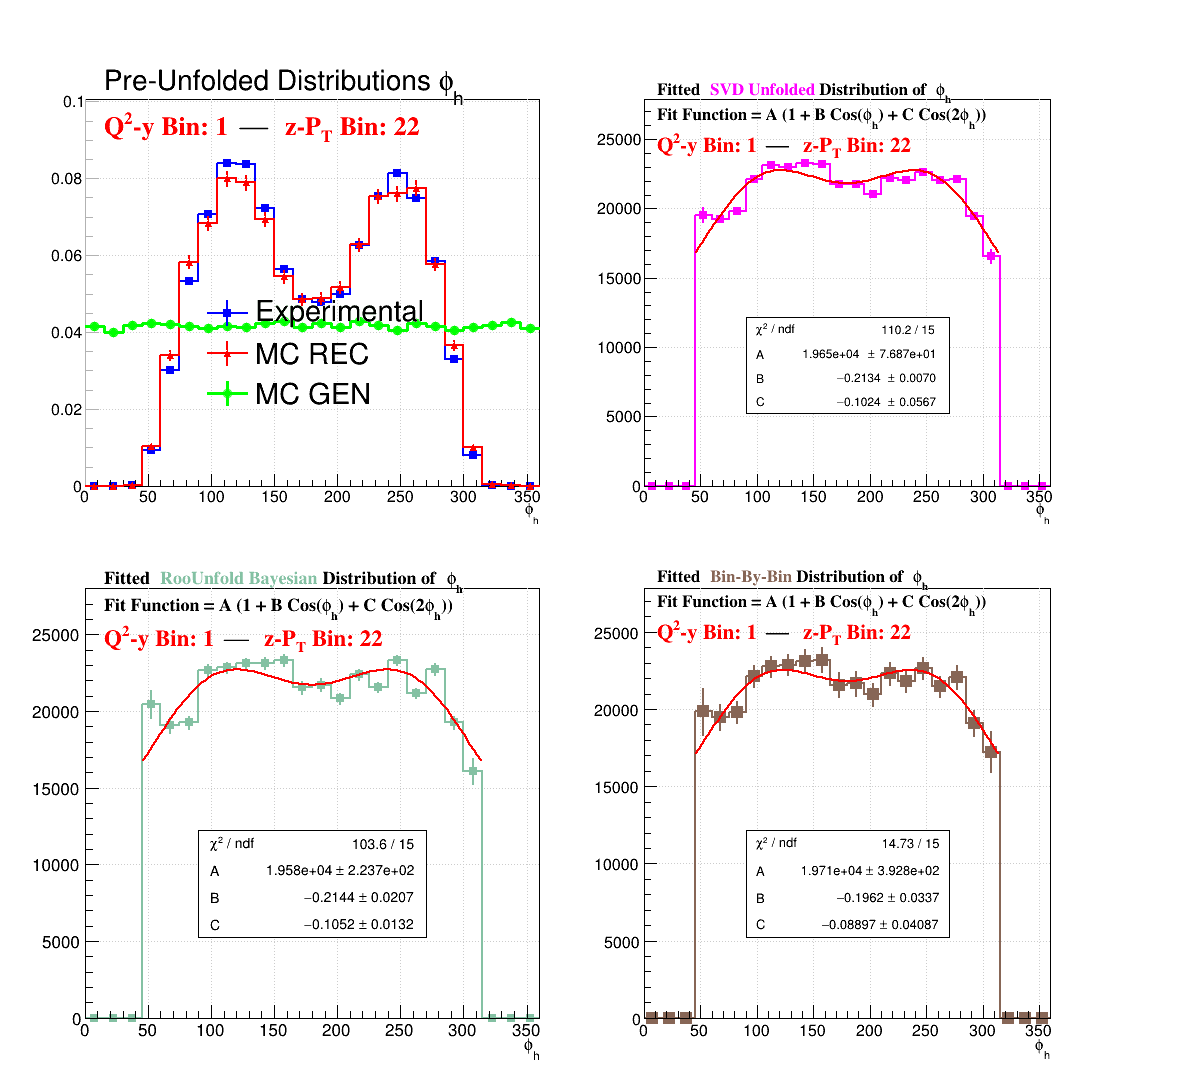 Pre-Unfolded Distributions ϕh
Q²-y Bin: 1 — z-PT Bin: 22
0.1
0.08
0.06
0.04
0.02
0
Experimental
MC REC
MC GEN
0 50 100 150 200 250 300 350
ϕh
Fitted SVD Unfolded Distribution of ϕh
Fit Function = A (1 + B Cos(ϕh) + C Cos(2ϕh))
Q²-y Bin: 1 — z-PT Bin: 22
25000
20000
15000
10000
5000
0
χ² / ndf 110.2 / 15
A 1.965e+04 ± 7.687e+01
B −0.2134 ± 0.0070
C −0.1024 ± 0.0567
0 50 100 150 200 250 300 350
ϕh
Fitted RooUnfold Bayesian Distribution of ϕh
Fit Function = A (1 + B Cos(ϕh) + C Cos(2ϕh))
Q²-y Bin: 1 — z-PT Bin: 22
25000
20000
15000
10000
5000
0
χ² / ndf 103.6 / 15
A 1.958e+04 ± 2.237e+02
B −0.2144 ± 0.0207
C −0.1052 ± 0.0132
0 50 100 150 200 250 300 350
ϕh
Fitted Bin-By-Bin Distribution of ϕh
Fit Function = A (1 + B Cos(ϕh) + C Cos(2ϕh))
Q²-y Bin: 1 — z-PT Bin: 22
25000
20000
15000
10000
5000
0
χ² / ndf 14.73 / 15
A 1.971e+04 ± 3.928e+02
B −0.1962 ± 0.0337
C −0.08897 ± 0.04087
0 50 100 150 200 250 300 350
ϕh